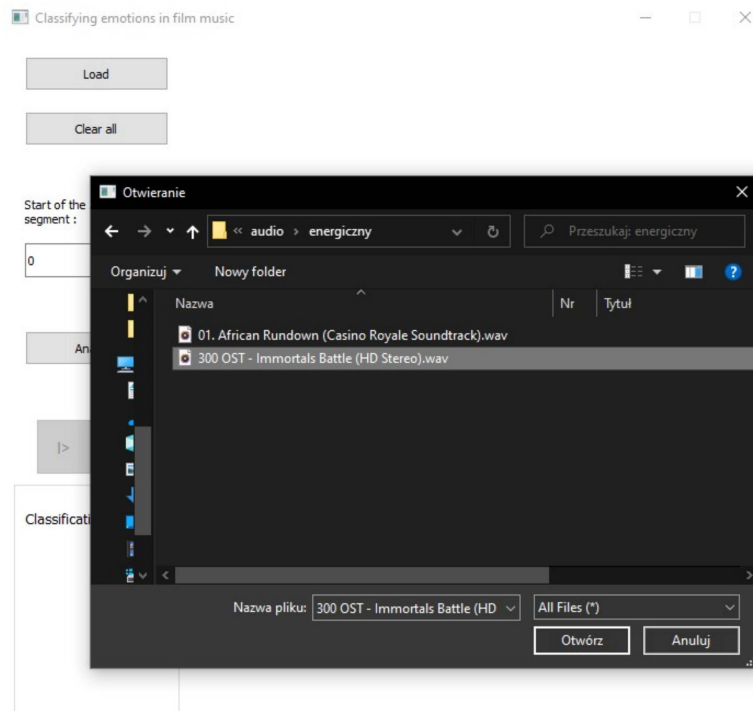 Classifying emotions in film music
Load
Clear all
Start of the
segment :
0
Ana
|>
Classificati
Otwieranie
« audio › energiczny
Przeszukaj: energiczny
Organizuj
Nowy folder
Nazwa
Nr
Tytuł
01. African Rundown (Casino Royale Soundtrack).wav
300 OST - Immortals Battle (HD Stereo).wav
Nazwa pliku:
300 OST - Immortals Battle (HD
All Files (*)
Otwórz
Anuluj